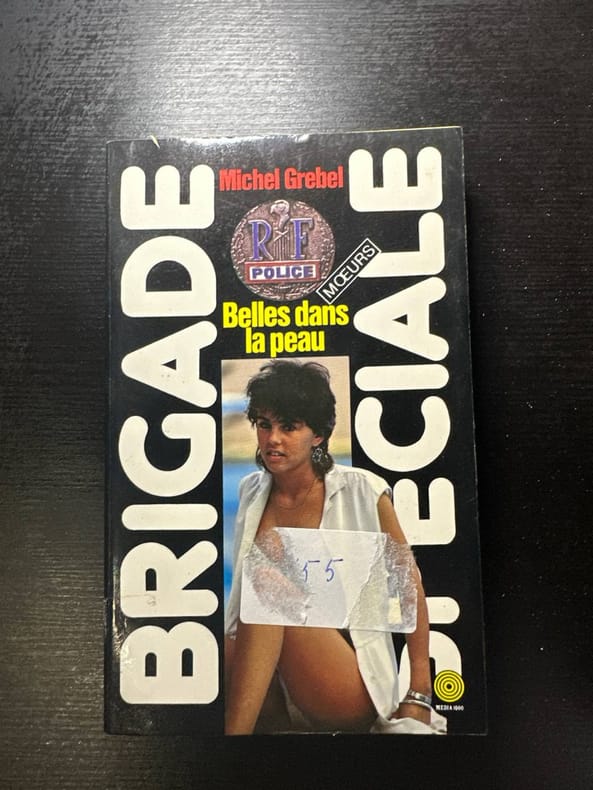 BRIGADE
SPECIALE
Michel Grebel
RF
POLICE
MŒURS
Belles dans
la peau
55
MEDIA 1000